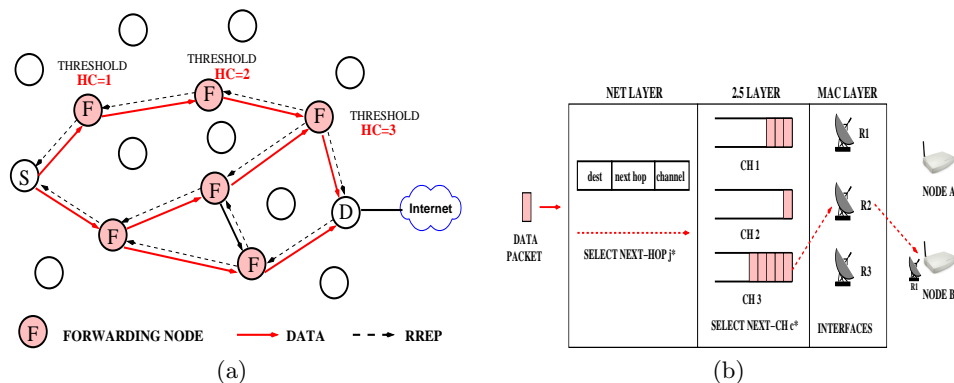 THRESHOLD
HC=1
THRESHOLD
HC=2
THRESHOLD
HC=3
F
F
F
S
F
F
F
D
Internet
F FORWARDING NODE DATA RREP
(a)
NET LAYER 2.5 LAYER MAC LAYER
dest next hop channel
DATA
PACKET
SELECT NEXT-HOP j*
CH 1
CH 2
CH 3
SELECT NEXT-CH c*
R1
R2
R3
INTERFACES
NODE A
R1
NODE B
(b)